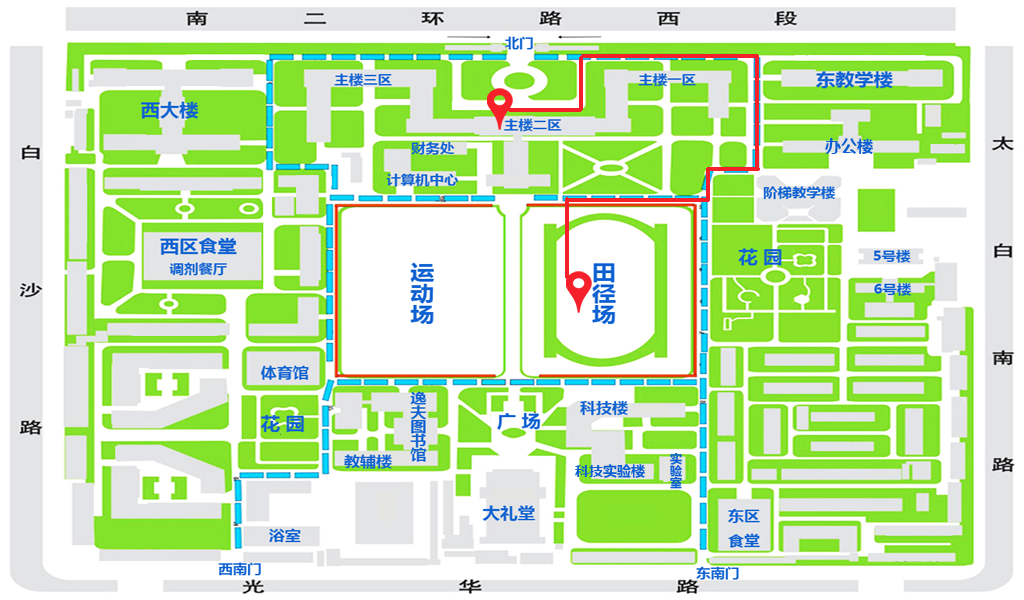 南二环路西段
北门
主楼三区
主楼一区
东教学楼
西大楼
主楼二区
白沙路
太白南路
财务处
办公楼
计算机中心
阶梯教学楼
西区食堂
调剂餐厅
花园
5号楼
6号楼
运动场
田径场
体育馆
花园
逸夫图书馆
广场
科技楼
教辅楼
科技实验楼
实验室
大礼堂
东区
食堂
浴室
西南门
东南门
光华路